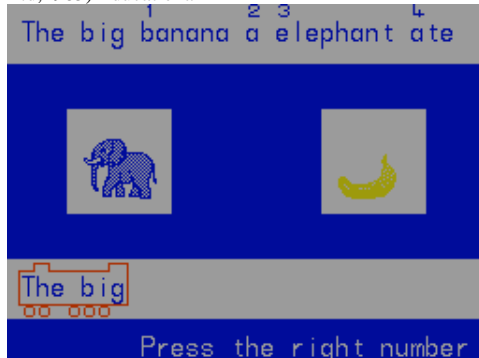 1 2 3 4
The big banana a elephant ate
The big
Press the right number